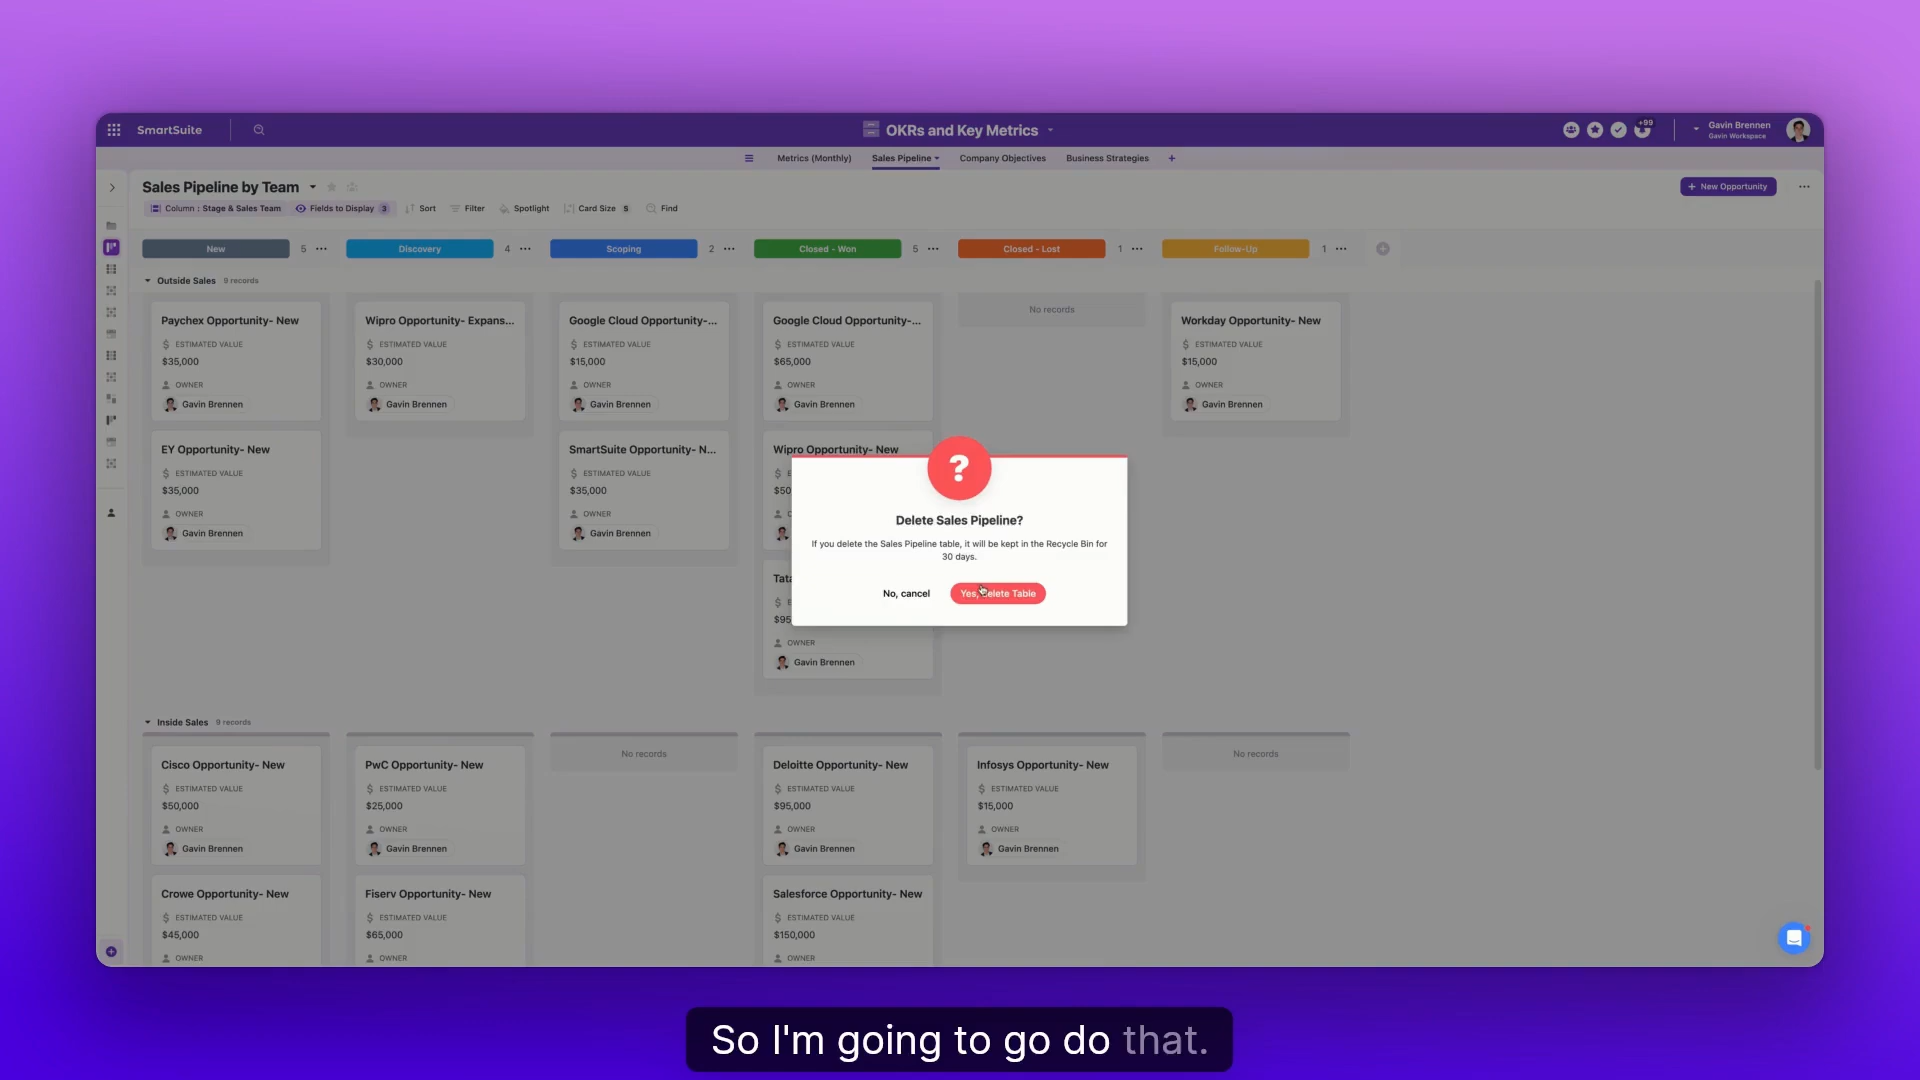 SmartSuite
OKRs and Key Metrics
+99
Gavin Brennen
Gavin Workspace
Metrics (Monthly)
Sales Pipeline
Company Objectives
Business Strategies
Sales Pipeline by Team
+ New Opportunity
Column : Stage & Sales Team
Fields to Display 3
Sort
Filter
Spotlight
Card Size S
Find
New 5
Discovery 4
Scoping 2
Closed - Won 5
Closed - Lost 1
Follow-Up 1
Outside Sales 9 records
Paychex Opportunity- New
ESTIMATED VALUE
$35,000
OWNER
Gavin Brennen
EY Opportunity- New
ESTIMATED VALUE
$35,000
OWNER
Gavin Brennen
Wipro Opportunity- Expans...
ESTIMATED VALUE
$30,000
OWNER
Gavin Brennen
Google Cloud Opportunity-...
ESTIMATED VALUE
$15,000
OWNER
Gavin Brennen
SmartSuite Opportunity- N...
ESTIMATED VALUE
$35,000
OWNER
Gavin Brennen
Google Cloud Opportunity-...
ESTIMATED VALUE
$65,000
OWNER
Gavin Brennen
Wipro Opportunity- New
OWNER
Gavin Brennen
No records
Workday Opportunity- New
ESTIMATED VALUE
$15,000
OWNER
Gavin Brennen
Delete Sales Pipeline?
If you delete the Sales Pipeline table, it will be kept in the Recycle Bin for
30 days.
No, cancel
Yes, Delete Table
Inside Sales 9 records
Cisco Opportunity- New
ESTIMATED VALUE
$50,000
OWNER
Gavin Brennen
Crowe Opportunity- New
ESTIMATED VALUE
$45,000
OWNER
PwC Opportunity- New
ESTIMATED VALUE
$25,000
OWNER
Gavin Brennen
Fiserv Opportunity- New
ESTIMATED VALUE
$65,000
OWNER
No records
Deloitte Opportunity- New
ESTIMATED VALUE
$95,000
OWNER
Gavin Brennen
Salesforce Opportunity- New
ESTIMATED VALUE
$150,000
OWNER
Infosys Opportunity- New
ESTIMATED VALUE
$15,000
OWNER
Gavin Brennen
No records
So I'm going to go do that.